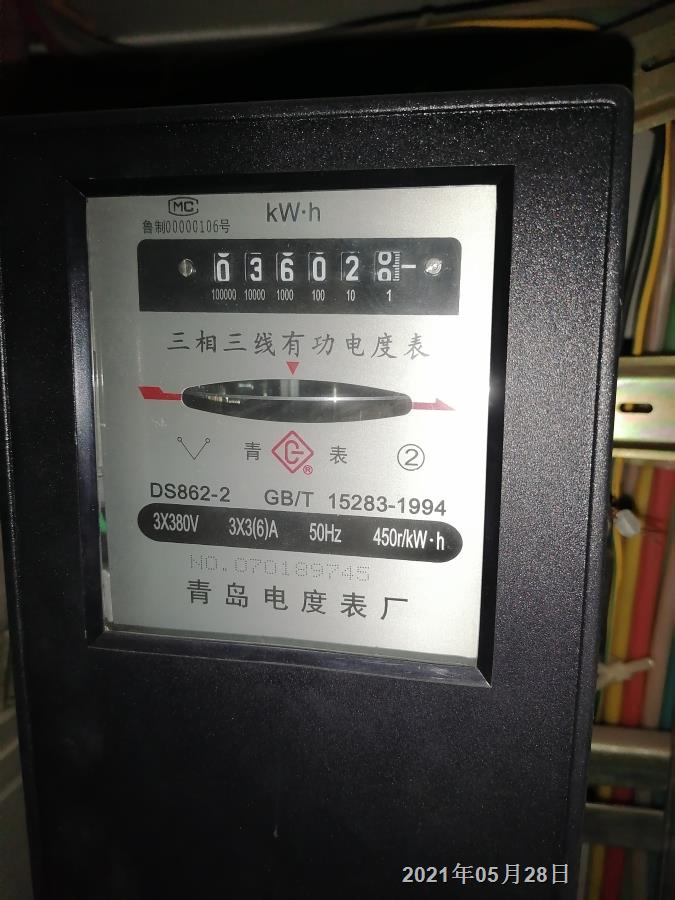 MC
kW·h
鲁制00000106号
0 3 6 0 2 8
100000 10000 1000 100 10 1
三相三线有功电度表
青 G ® 表 ②
DS862-2 GB/T 15283-1994
3X380V 3X3(6)A 50Hz 450r/kW·h
NO.070189745
青岛电度表厂
2021年05月28日